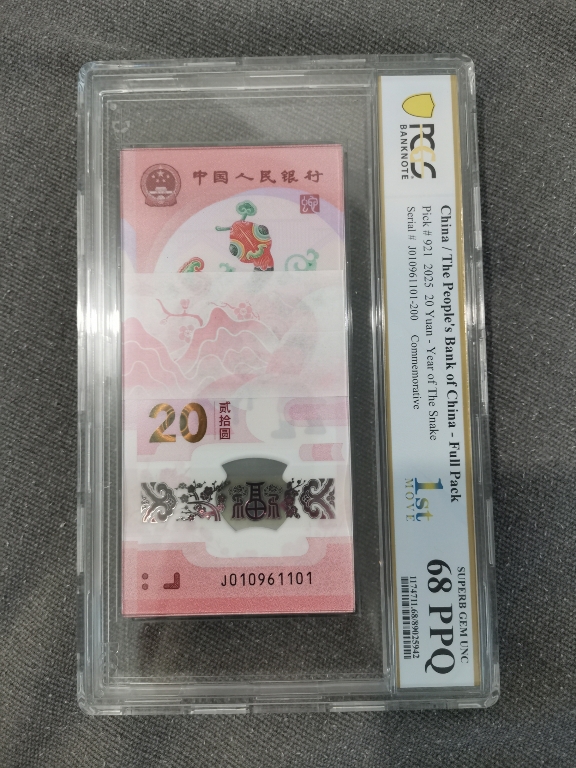 中国人民银行
20
贰拾圆
J010961101
PCGS
BANKNOTE
China / The People's Bank of China - Full Pack
Pick # 921 2025 20 Yuan - Year of The Snake
Serial # J010961101-200 Commemorative
1st
MOVE
SUPERB GEM UNC
68 PPQ
1174711.68/89025942